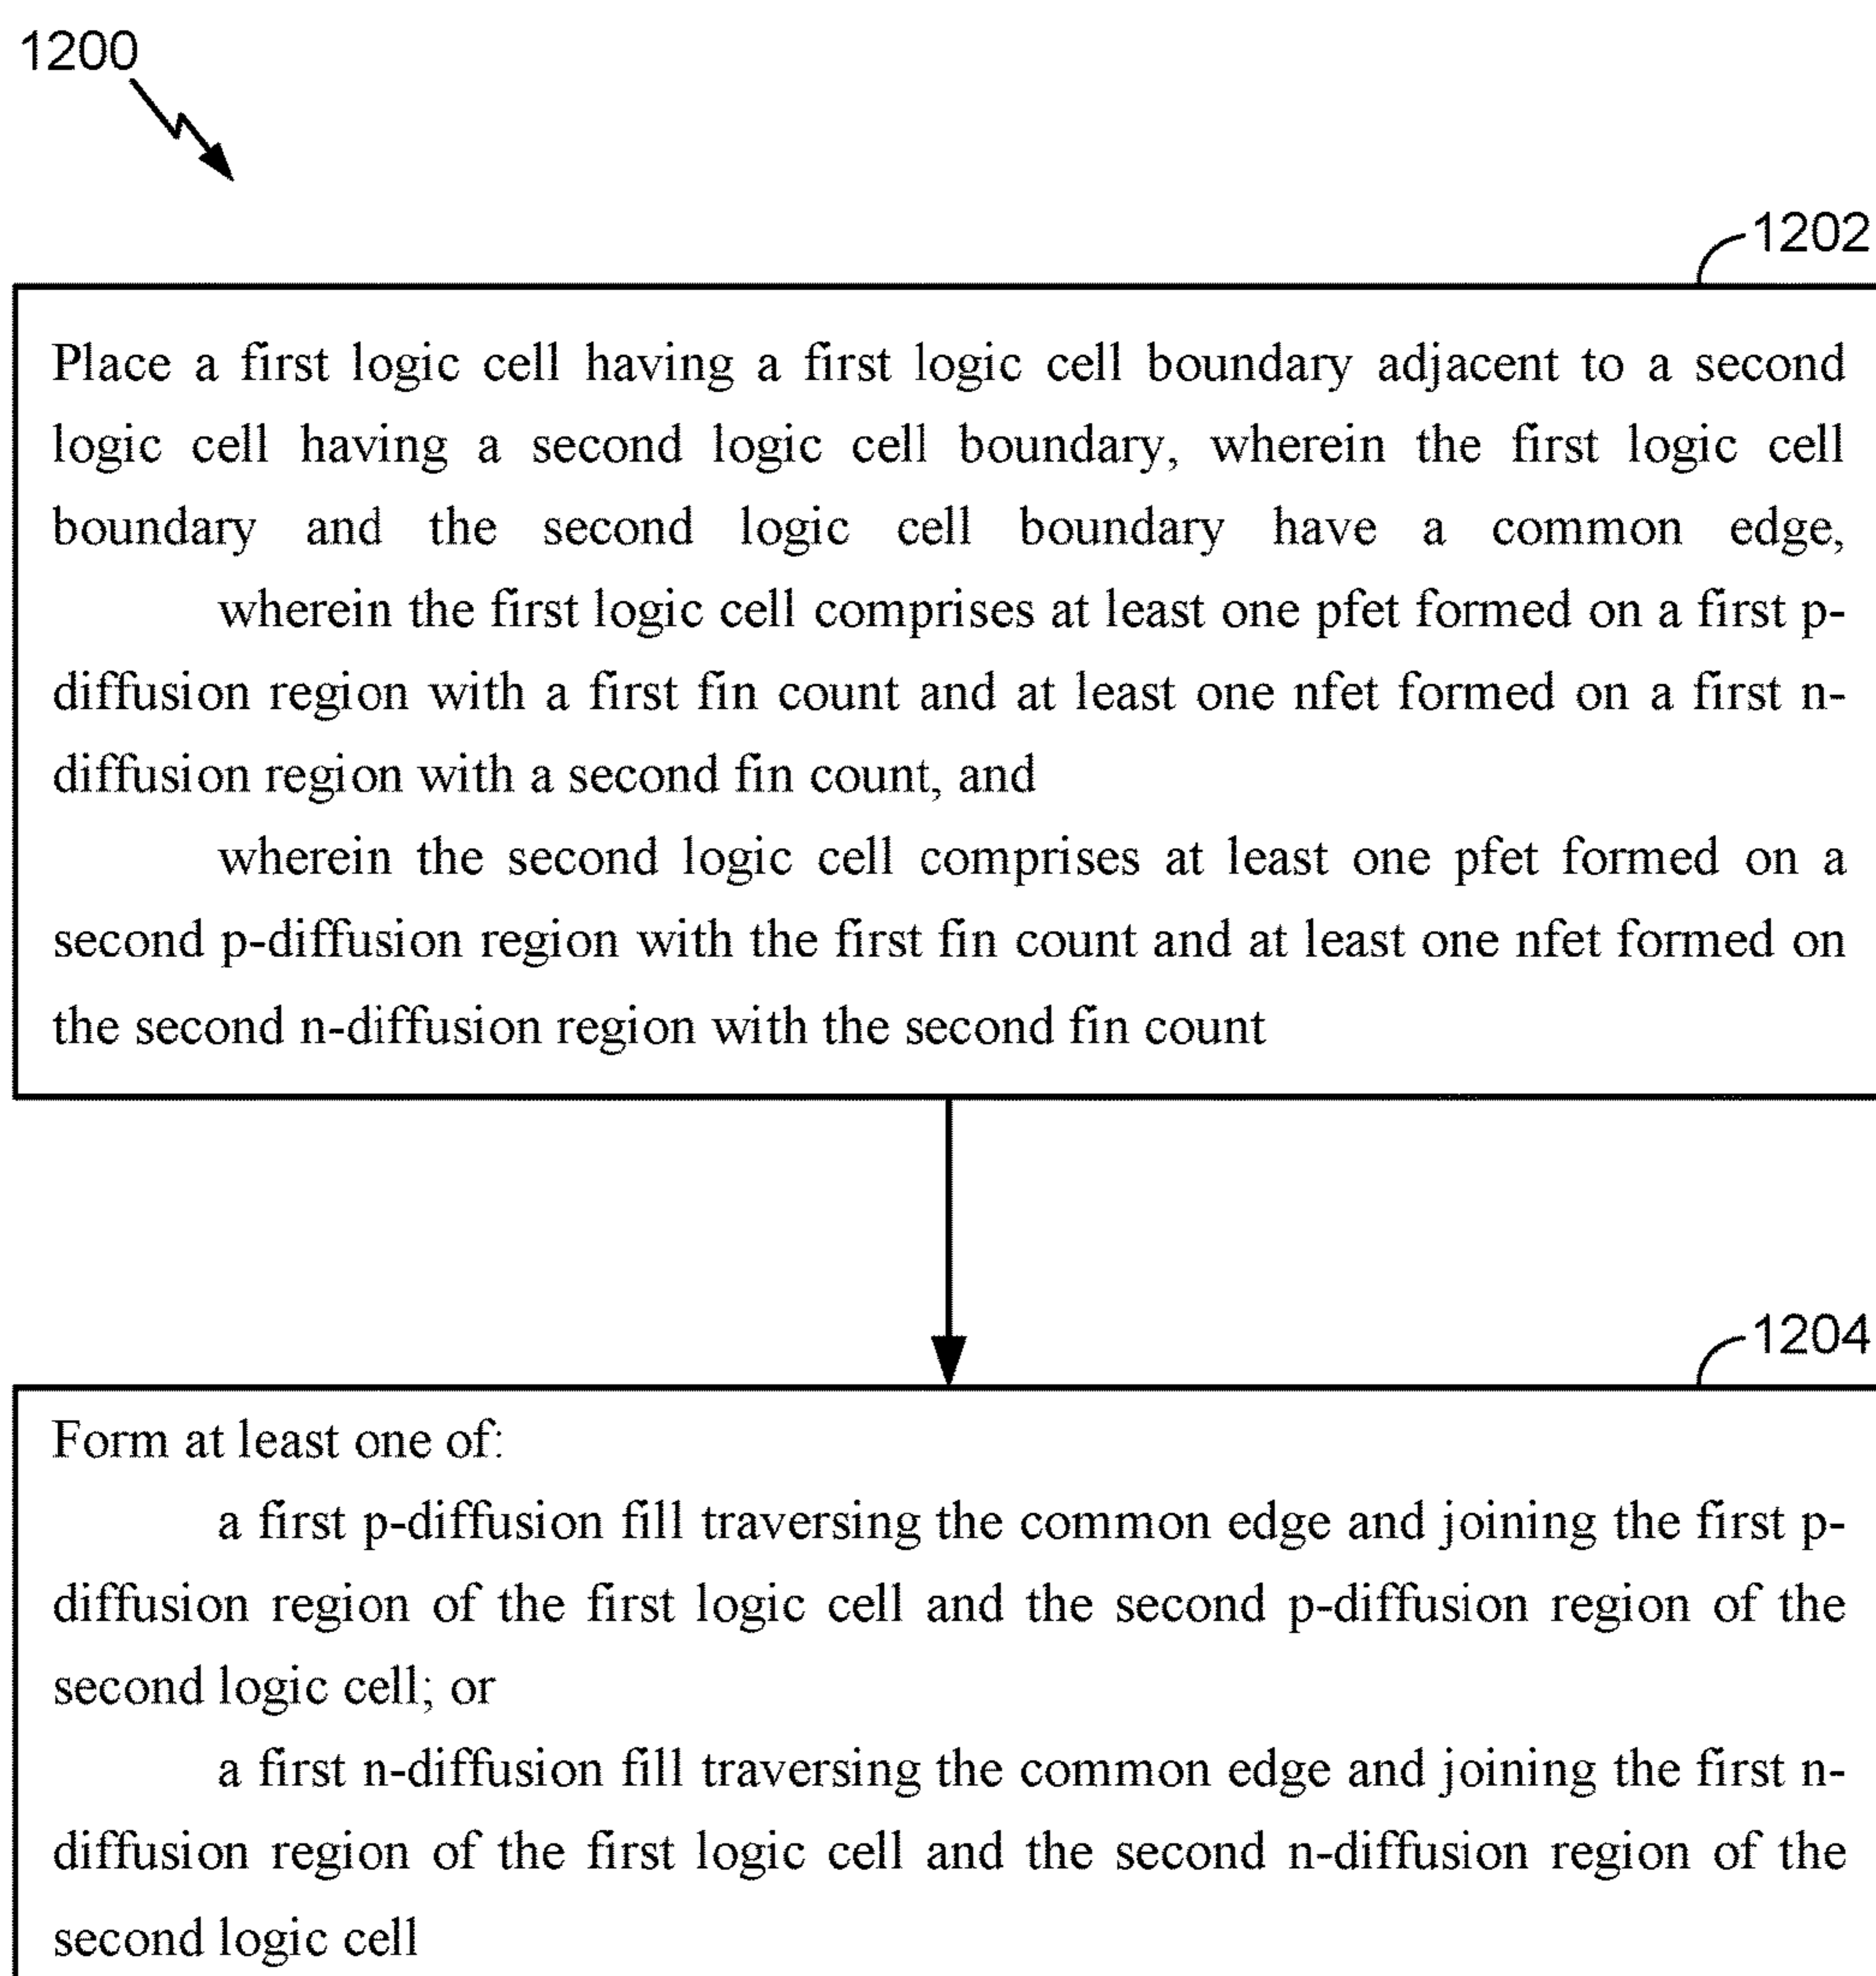 1200
1202
Place a first logic cell having a first logic cell boundary adjacent to a second
logic cell having a second logic cell boundary, wherein the first logic cell
boundary and the second logic cell boundary have a common edge,
wherein the first logic cell comprises at least one pfet formed on a first p-
diffusion region with a first fin count and at least one nfet formed on a first n-
diffusion region with a second fin count, and
wherein the second logic cell comprises at least one pfet formed on a
second p-diffusion region with the first fin count and at least one nfet formed on
the second n-diffusion region with the second fin count
1204
Form at least one of:
a first p-diffusion fill traversing the common edge and joining the first p-
diffusion region of the first logic cell and the second p-diffusion region of the
second logic cell; or
a first n-diffusion fill traversing the common edge and joining the first n-
diffusion region of the first logic cell and the second n-diffusion region of the
second logic cell